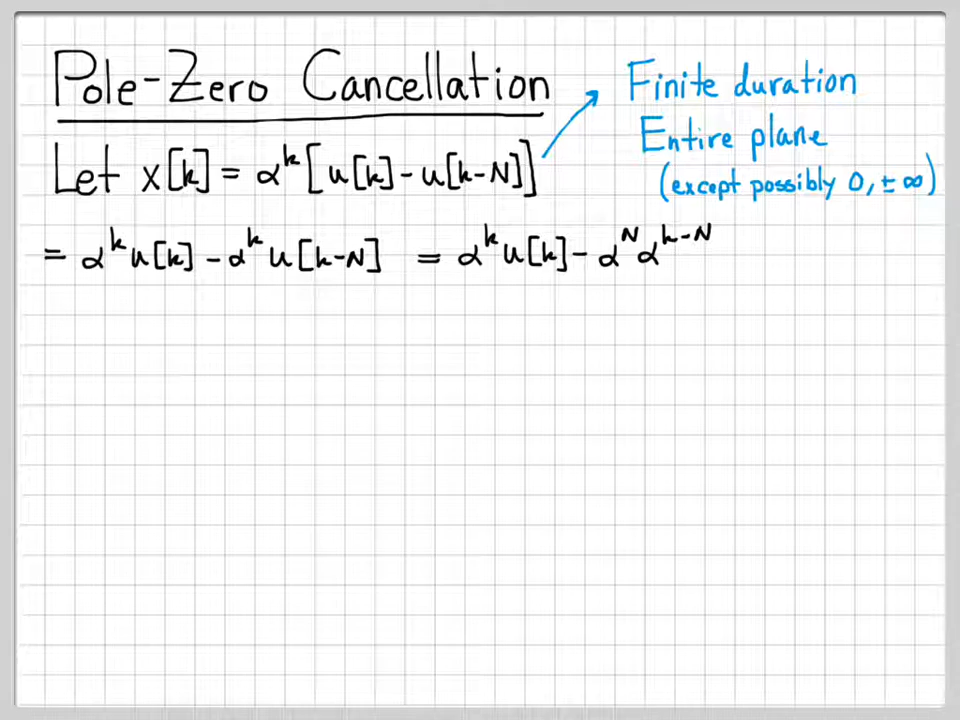 Pole-Zero Cancellation
Let x[k] = α^k [u[k] - u[k-N]]
Finite duration
Entire plane
(except possibly 0, ± ∞)
= α^k u[k] - α^k u[k-N] = α^k u[k] - α^N α^{k-N}